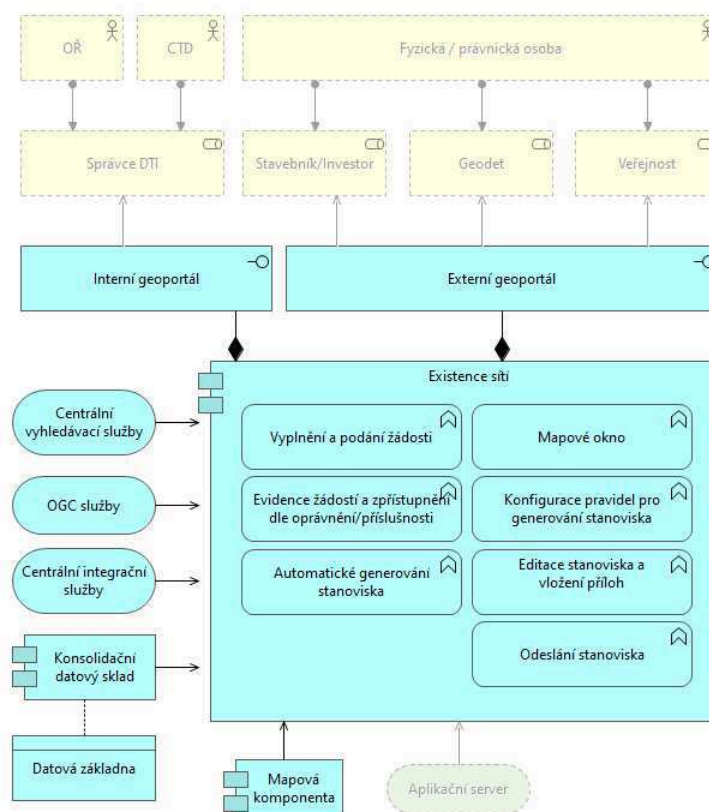 OŘ
CTD
Fyzická / právnická osoba
Správce DTI
Stavebník/Investor
Geodet
Veřejnost
Interní geoportál
Externí geoportál
Existence sítí
Centrální
vyhledávací služby
Vyplnění a podání žádosti
Mapové okno
OGC služby
Evidence žádostí a zpřístupnění
dle oprávnění/příslušnosti
Konfigurace pravidel pro
generování stanoviska
Centrální integrační
služby
Automatické generování
stanoviska
Editace stanoviska a
vložení příloh
Konsolidační
datový sklad
Odeslání stanoviska
Datová základna
Mapová
komponenta
Aplikační server